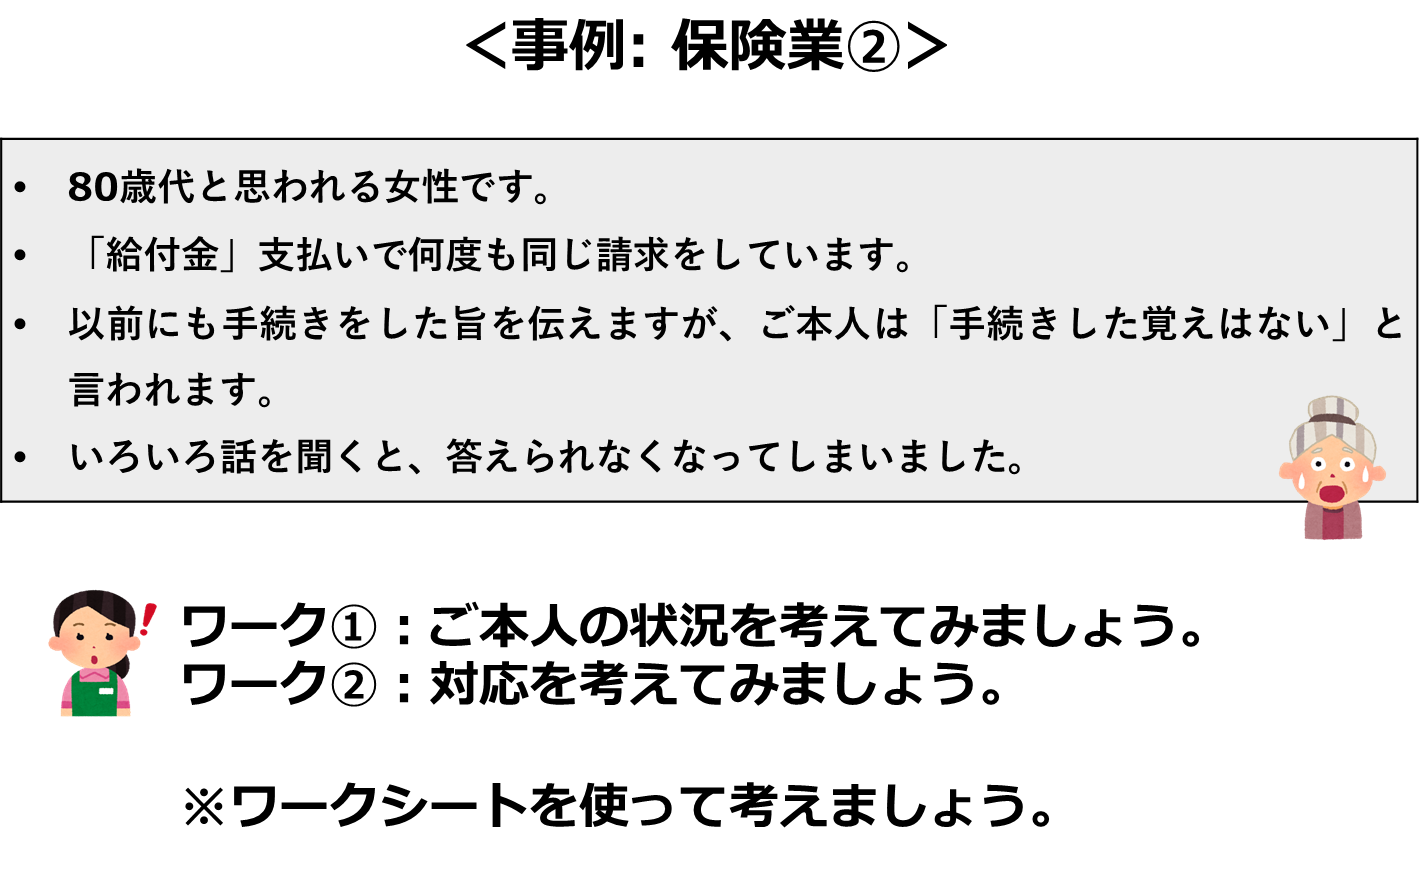 ＜事例: 保険業②＞
• 80歳代と思われる女性です。
• 「給付金」支払いで何度も同じ請求をしています。
• 以前にも手続きをした旨を伝えますが、ご本人は「手続きした覚えはない」と
言われます。
• いろいろ話を聞くと、答えられなくなってしまいました。
ワーク①：ご本人の状況を考えてみましょう。
ワーク②：対応を考えてみましょう。
※ワークシートを使って考えましょう。